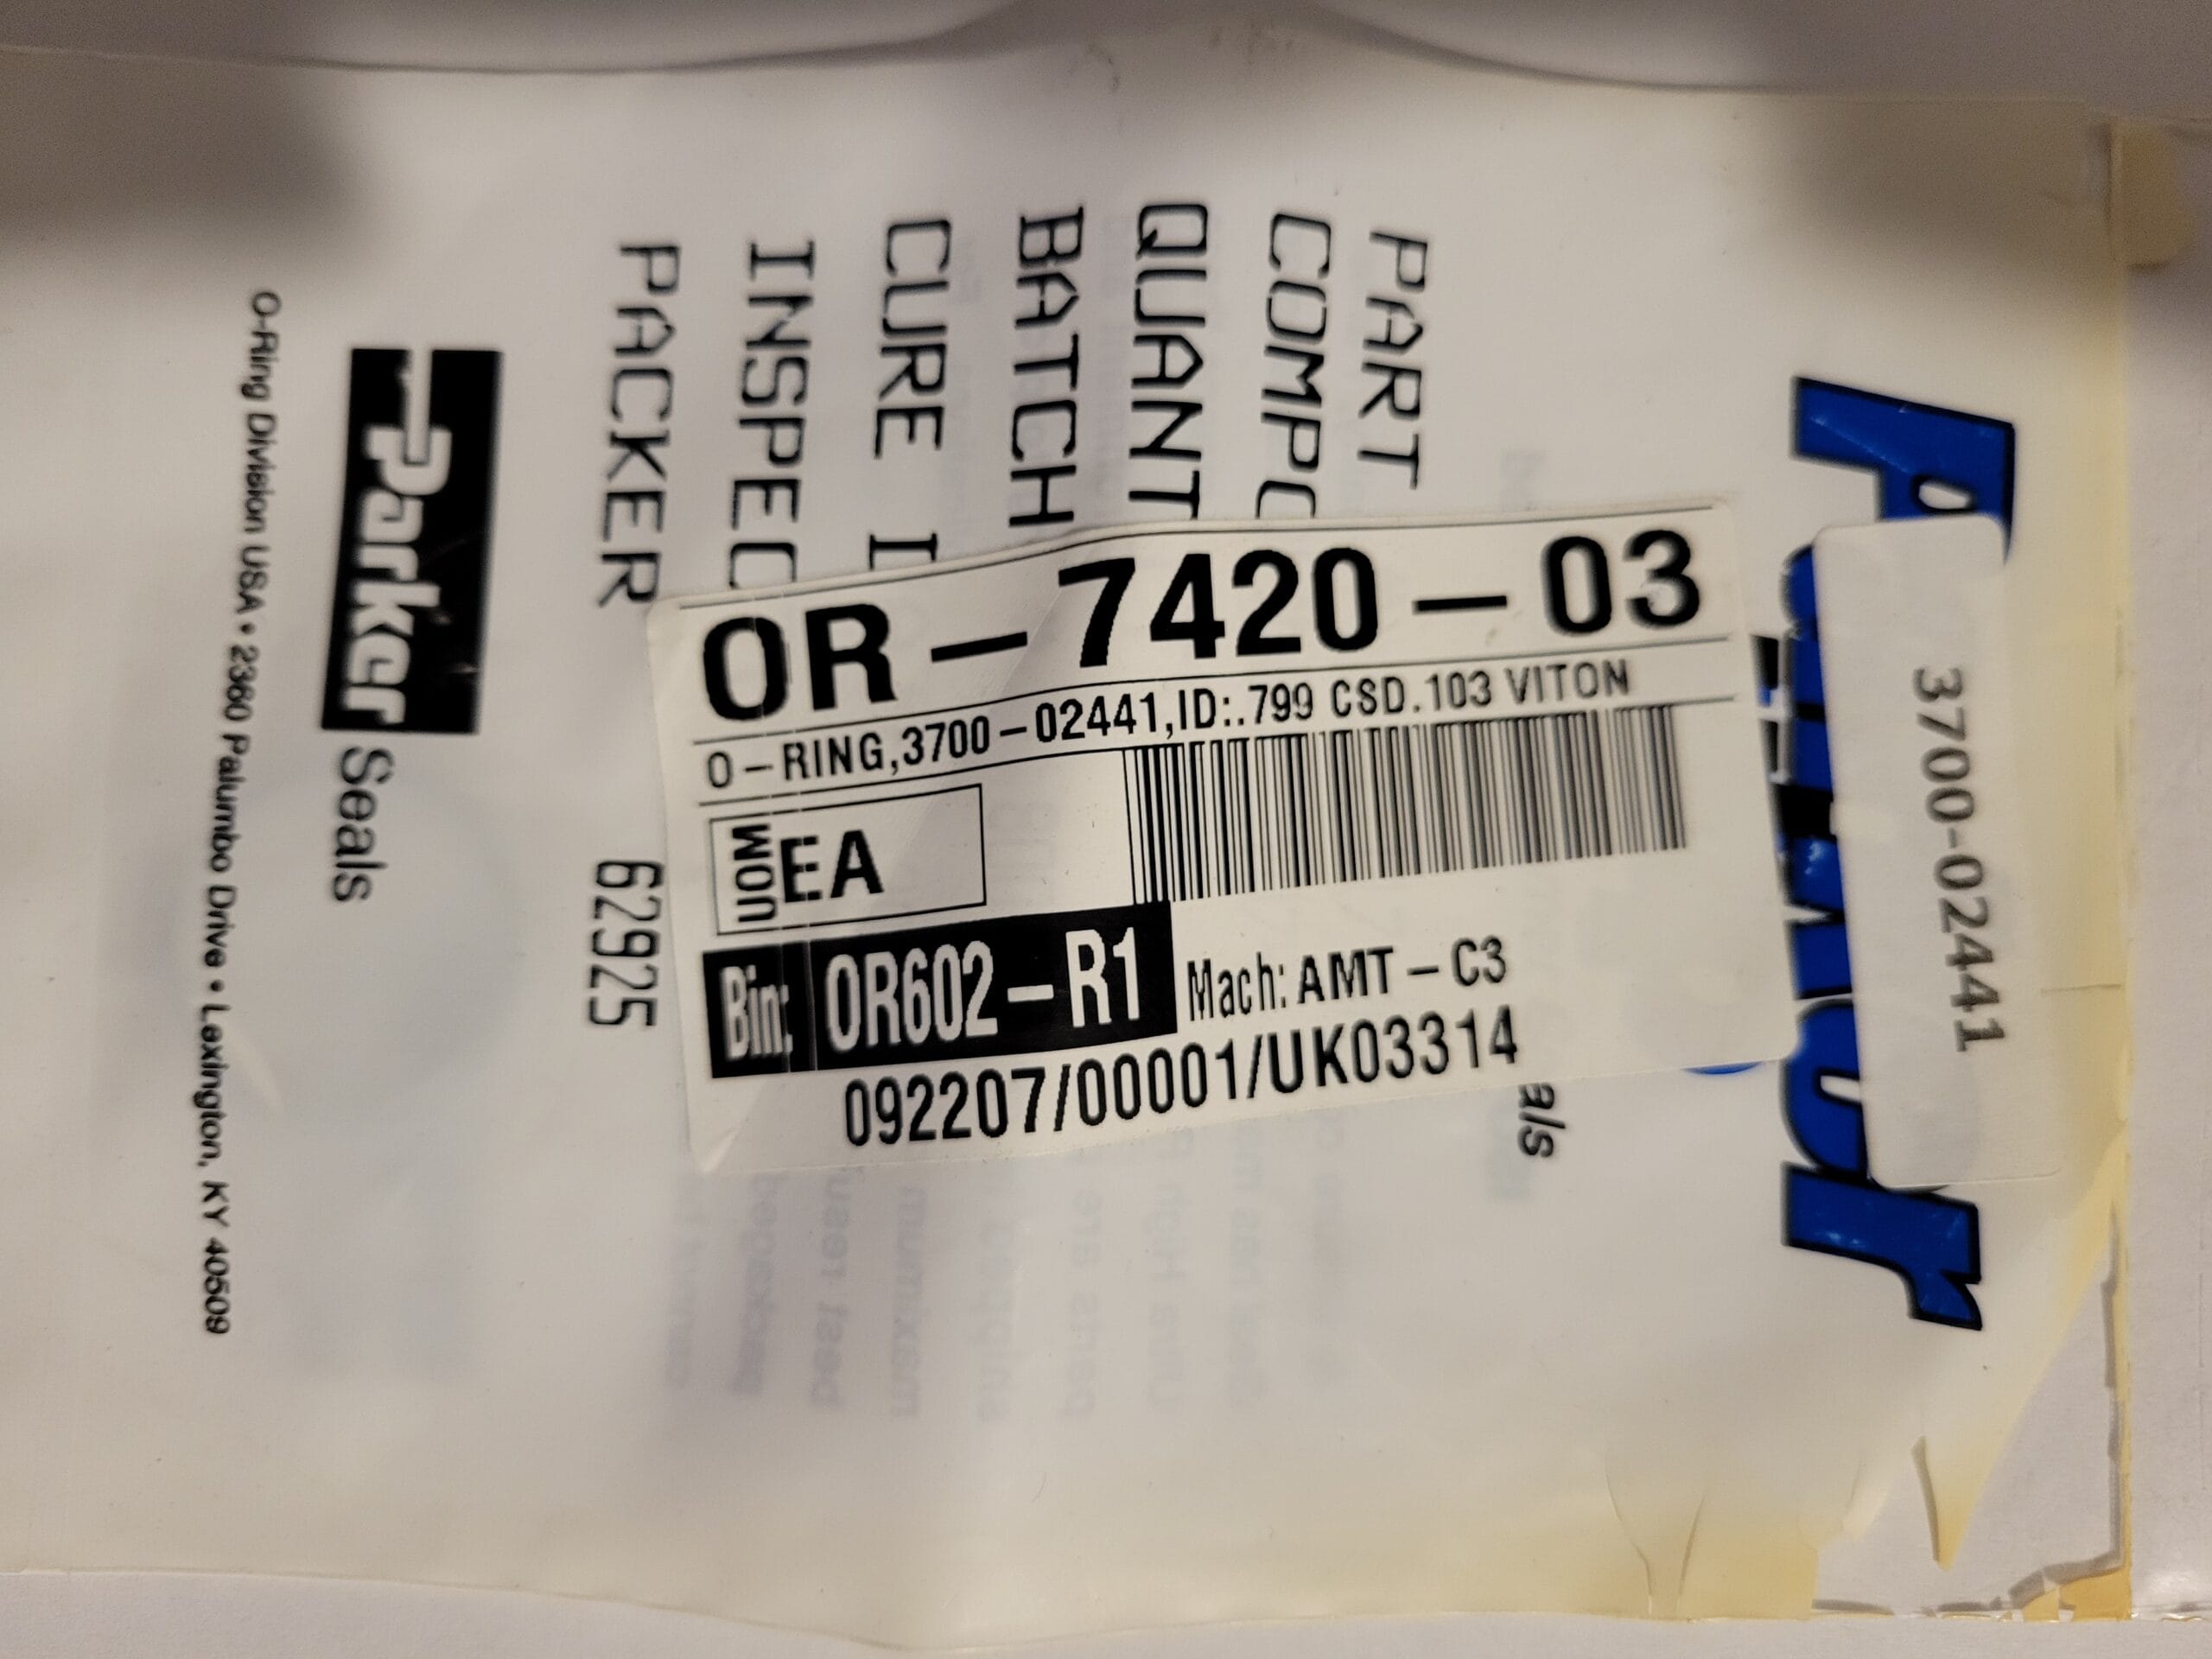 3700-02441
als
PART
COMPO
QUANT
BATCH
CURE I
INSPEC
PACKER 62925
Parker Seals
O-Ring Division USA • 2360 Palumbo Drive • Lexington, KY 40509
OR-7420-03
O-RING,3700-02441,ID:.799 CSD.103 VITON
UOM EA
Bin: OR602-R1 Mach: AMT-C3
092207/00001/UK03314